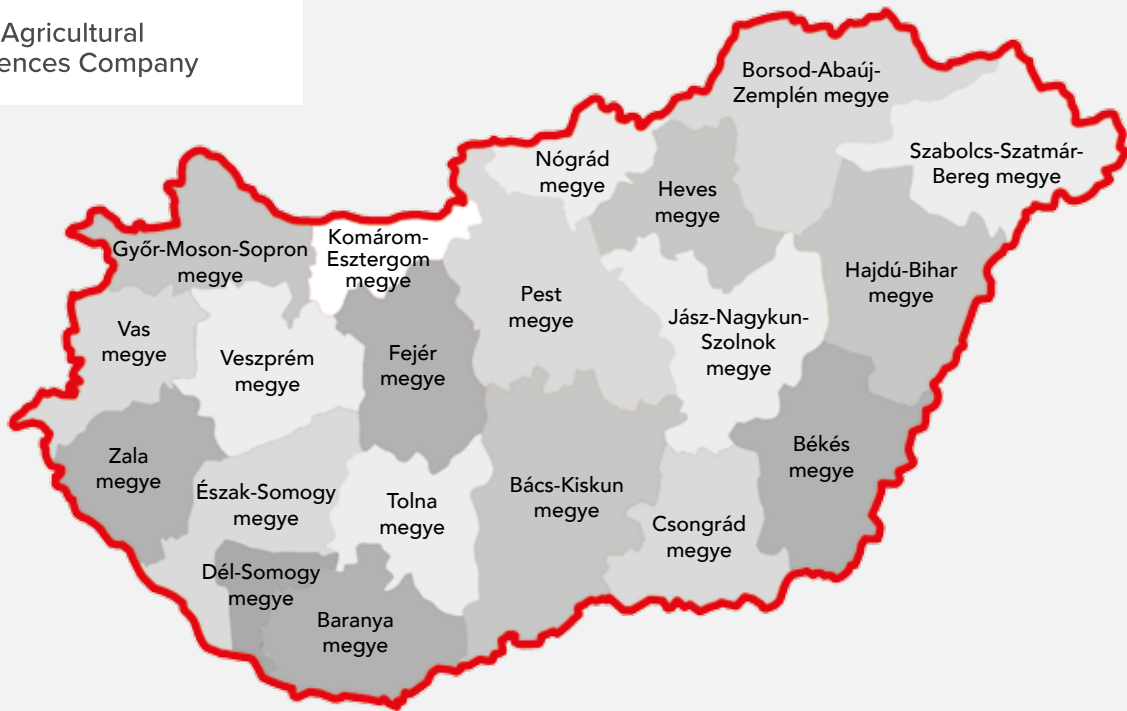 Agricultural
ences Company
Borsod-Abaúj-
Zemplén megye
Szabolcs-Szatmár-
Bereg megye
Nógrád
megye
Heves
megye
Győr-Moson-Sopron
megye
Komárom-
Esztergom
megye
Hajdú-Bihar
megye
Pest
megye
Jász-Nagykun-
Szolnok
megye
Vas
megye
Veszprém
megye
Fejér
megye
Zala
megye
Békés
megye
Észak-Somogy
megye
Tolna
megye
Bács-Kiskun
megye
Csongrád
megye
Dél-Somogy
megye
Baranya
megye